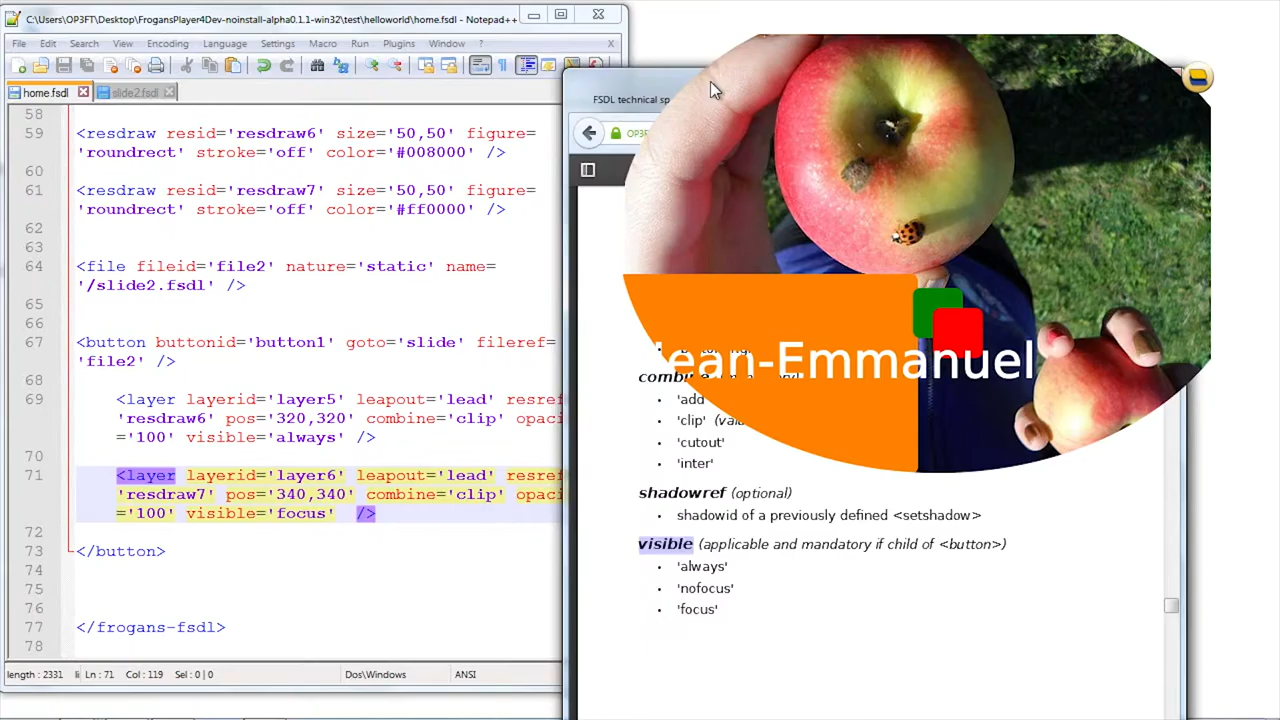 C:\Users\OP3FT\Desktop\FrogansPlayer4Dev-noinstall-alpha0.1.1-win32\test\helloworld\home.fsdl - Notepad++
File Edit Search View Encoding Language Settings Macro Run Plugins Window ? X
home.fsdl slide2.fsdl
58
59 <resdraw resid='resdraw6' size='50,50' figure=
'roundrect' stroke='off' color='#008000' />
60
61 <resdraw resid='resdraw7' size='50,50' figure=
'roundrect' stroke='off' color='#ff0000' />
62
63
64 <file fileid='file2' nature='static' name=
'/slide2.fsdl' />
65
66
67 <button buttonid='button1' goto='slide' fileref=
'file2' />
68
69 <layer layerid='layer5' leapout='lead' resref
'resdraw6' pos='320,320' combine='clip' opaci
='100' visible='always' />
70
71 <layer layerid='layer6' leapout='lead' resref
'resdraw7' pos='340,340' combine='clip' opaci
='100' visible='focus' />
72
73 </button>
74
75
76
77 </frogans-fsdl>
78
length : 2331 Ln : 71 Col : 119 Sel : 0 | 0 Dos\Windows ANSI
FSDL technical sp
OP3F
Jean-Emmanuel
combine
'add
'clip' (valu
'cutout'
'inter'
shadowref (optional)
shadowid of a previously defined <setshadow>
visible (applicable and mandatory if child of <button>)
'always'
'nofocus'
'focus'